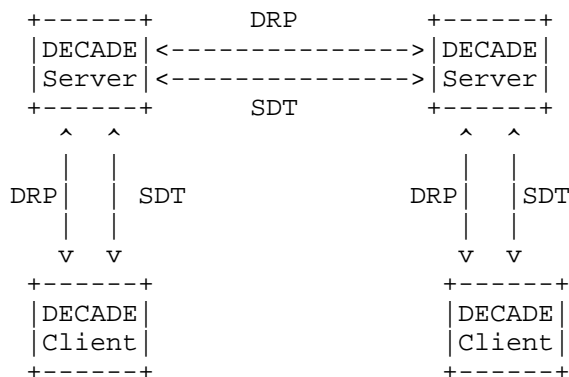 DRP
DECADE DECADE
Server Server
SDT
DRP SDT DRP SDT
DECADE DECADE
Client Client